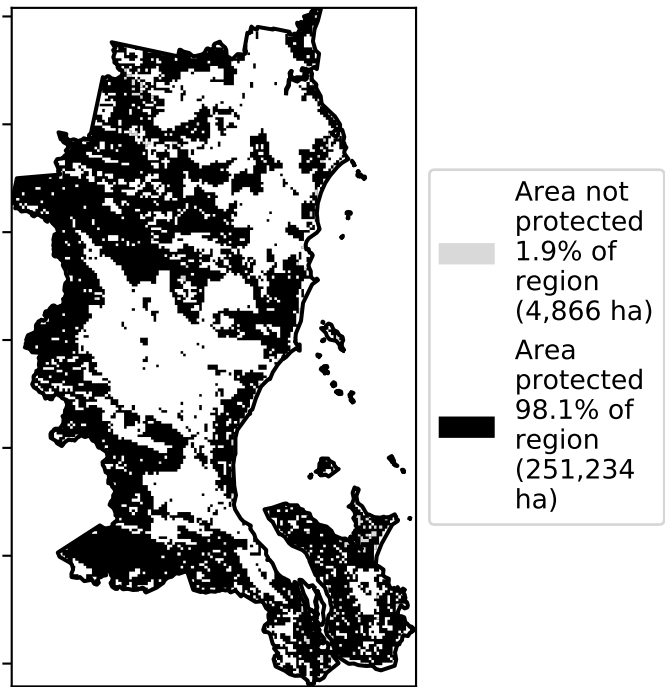 Area not
protected
1.9% of
region
(4,866 ha)
Area
protected
98.1% of
region
(251,234
ha)